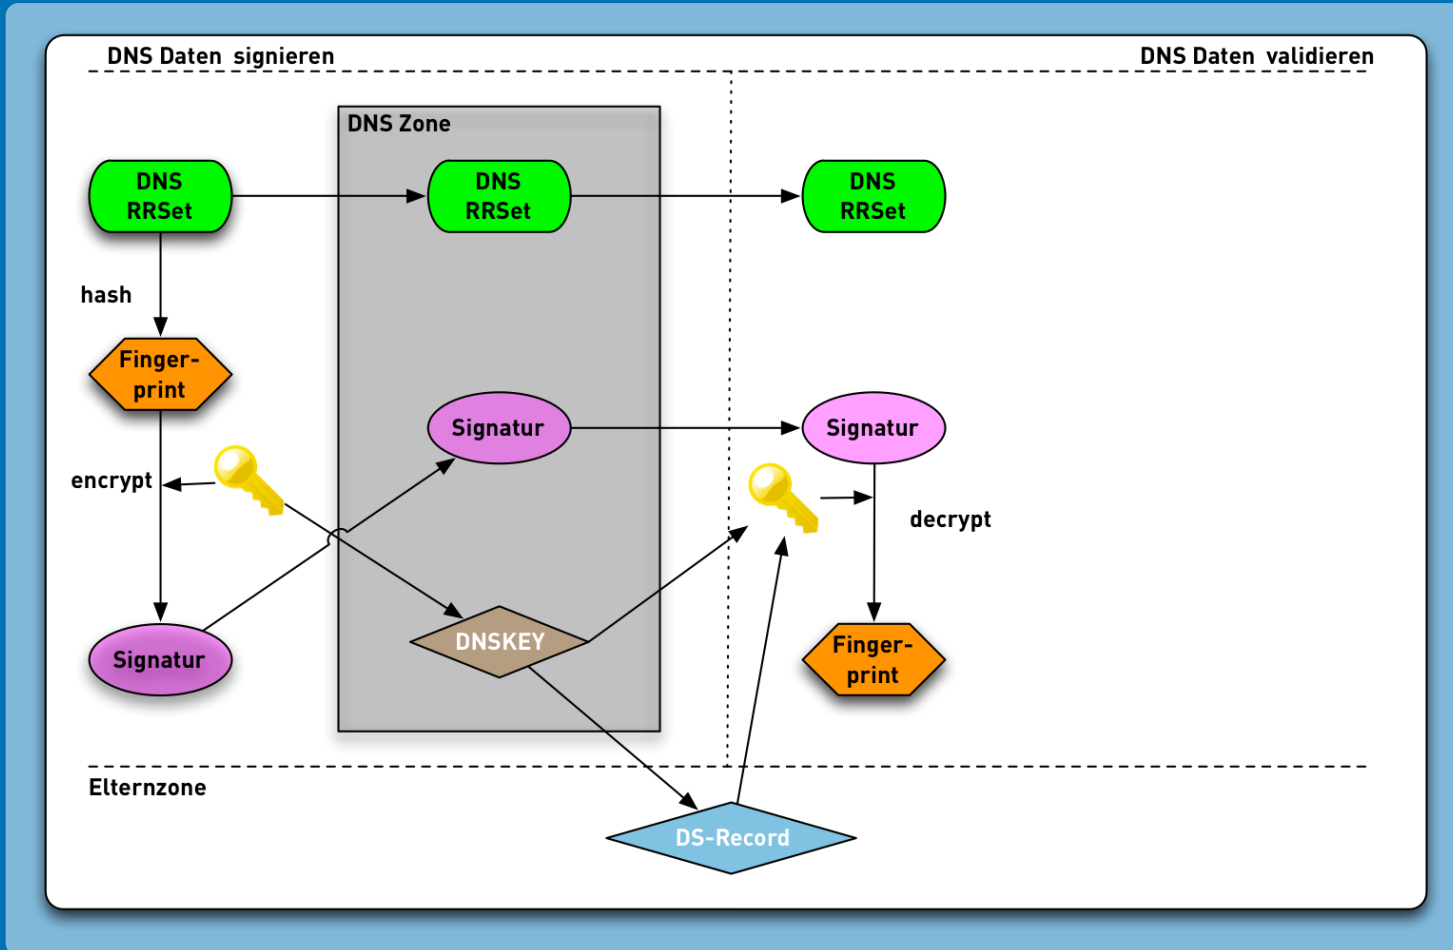 DNS Daten signieren
DNS Daten validieren
DNS Zone
DNS
RRSet
DNS
RRSet
DNS
RRSet
hash
Finger-
print
Signatur
Signatur
encrypt
decrypt
DNSKEY
Finger-
print
Signatur
Elternzone
DS-Record